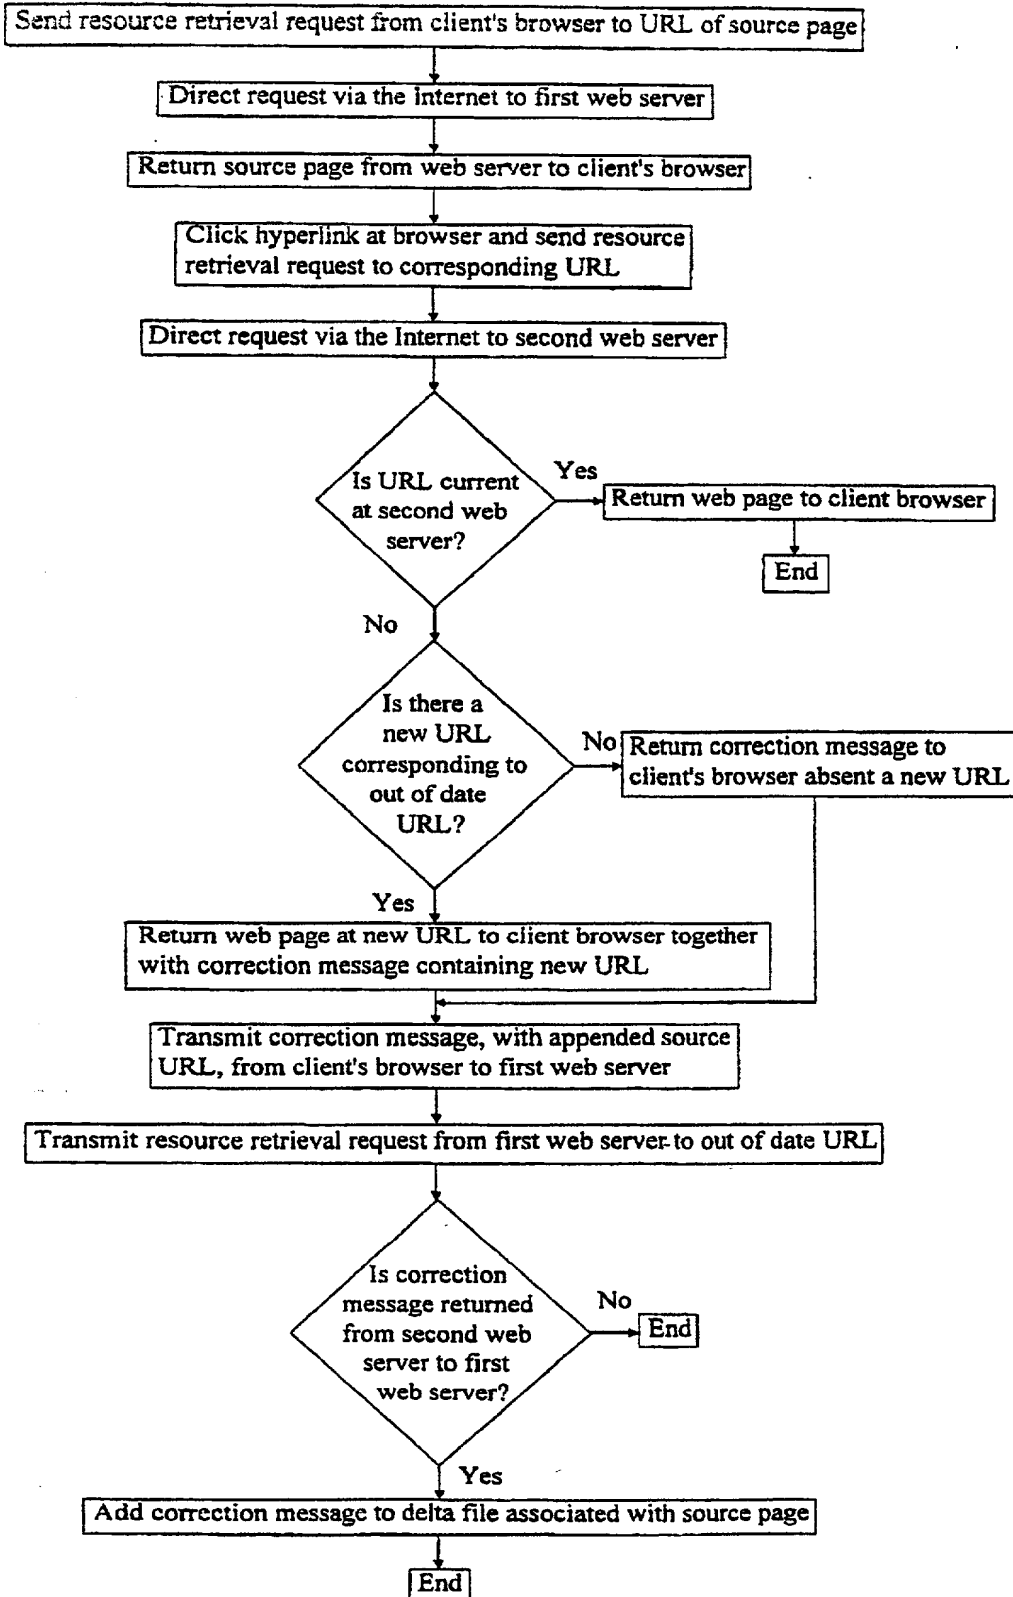 Send resource retrieval request from client's browser to URL of source page
Direct request via the Internet to first web server
Return source page from web server to client's browser
Click hyperlink at browser and send resource
retrieval request to corresponding URL
Direct request via the Internet to second web server
Is URL current
at second web
server?
Yes
Return web page to client browser
End
No
Is there a
new URL
corresponding to
out of date
URL?
No
Return correction message to
client's browser absent a new URL
Yes
Return web page at new URL to client browser together
with correction message containing new URL
Transmit correction message, with appended source
URL, from client's browser to first web server
Transmit resource retrieval request from first web server to out of date URL
Is correction
message returned
from second web
server to first
web server?
No
End
Yes
Add correction message to delta file associated with source page
End